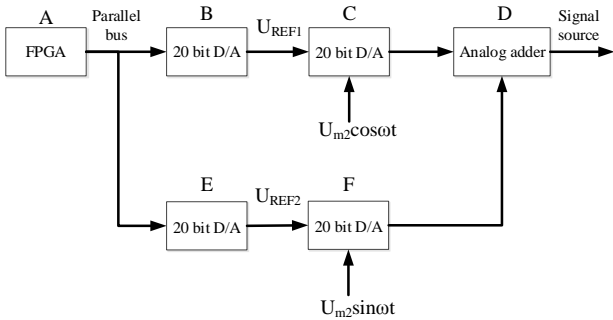 A
Parallel
bus
B
U_REF1
C
D
Signal
source
FPGA
20 bit D/A
20 bit D/A
Analog adder
U_m2cosωt
E
U_REF2
F
20 bit D/A
20 bit D/A
U_m2sinωt